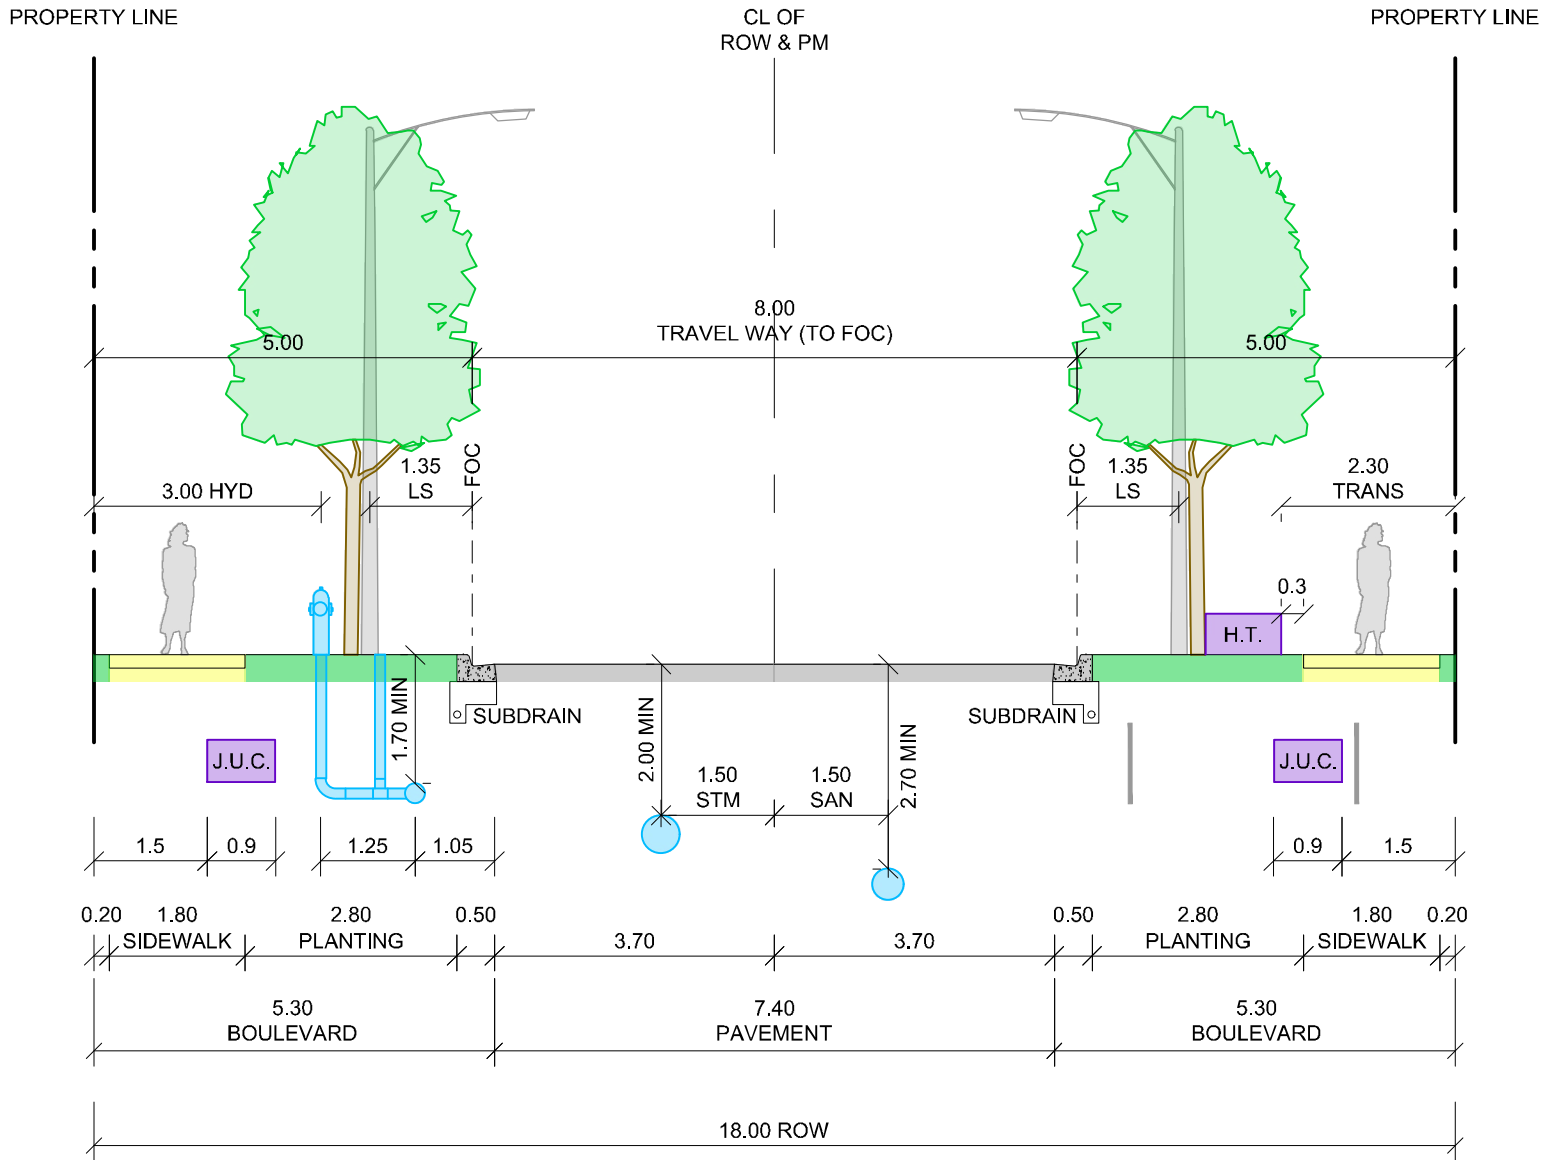 PROPERTY LINE
CL OF
ROW & PM
PROPERTY LINE
8.00
TRAVEL WAY (TO FOC)
5.00
5.00
FOC
FOC
1.35
LS
1.35
LS
3.00 HYD
2.30
TRANS
0.3
H.T.
SUBDRAIN
SUBDRAIN
1.70 MIN
2.00 MIN
2.70 MIN
J.U.C.
J.U.C.
1.50
STM
1.50
SAN
1.5
0.9
1.25
1.05
0.9
1.5
0.20
1.80
SIDEWALK
2.80
PLANTING
0.50
3.70
3.70
0.50
2.80
PLANTING
1.80
SIDEWALK
0.20
5.30
BOULEVARD
7.40
PAVEMENT
5.30
BOULEVARD
18.00 ROW